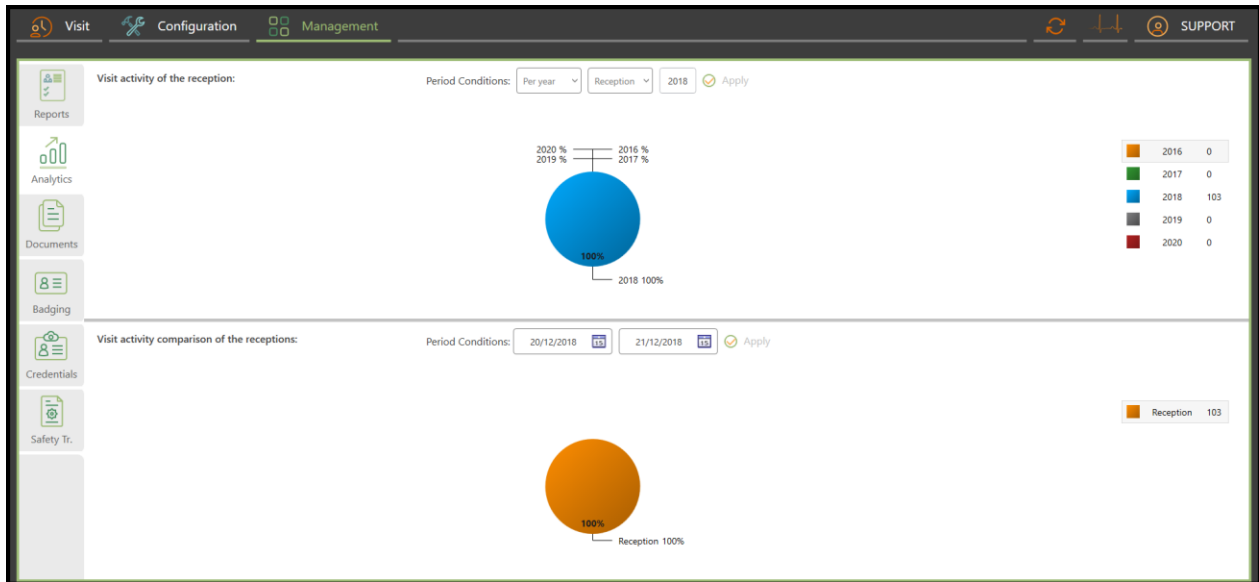 Visit Configuration Management SUPPORT
Reports
Analytics
Documents
Badging
Credentials
Safety Tr.
Visit activity of the reception: Period Conditions: Per year Reception 2018 Apply
2020 % 2016 %
2019 % 2017 %
100%
2018 100%
2016 0
2017 0
2018 103
2019 0
2020 0
Visit activity comparison of the receptions: Period Conditions: 20/12/2018 15 21/12/2018 15 Apply
100%
Reception 100%
Reception 103